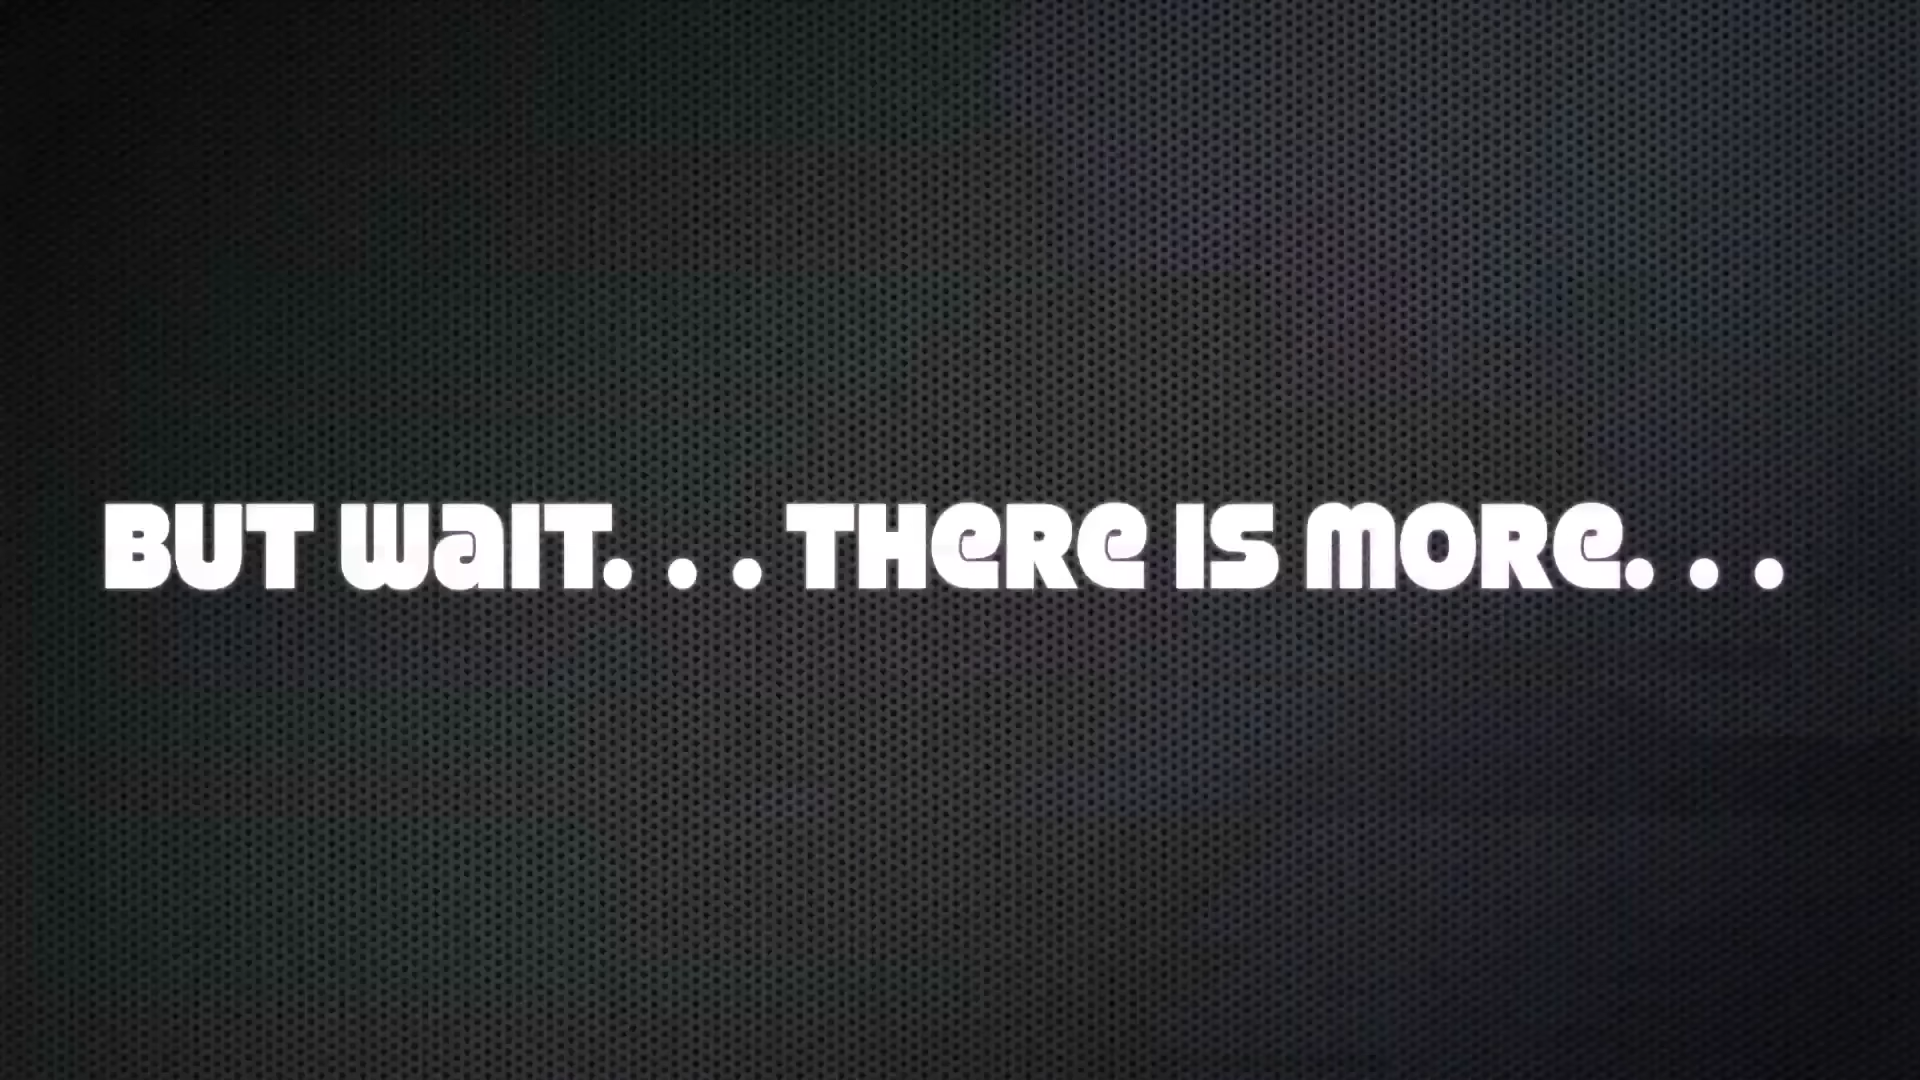 BUT WaIT. . . THeRe IS MORe. . .